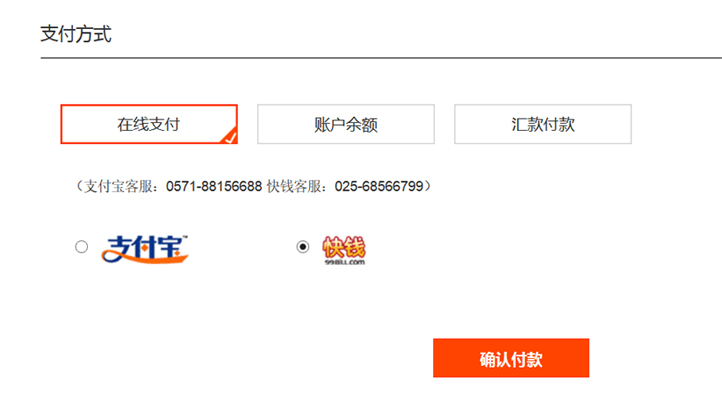 支付方式
在线支付 账户余额 汇款付款
（支付宝客服：0571-88156688 快钱客服：025-68566799）
支付宝™ 快钱
99BILL.COM
确认付款